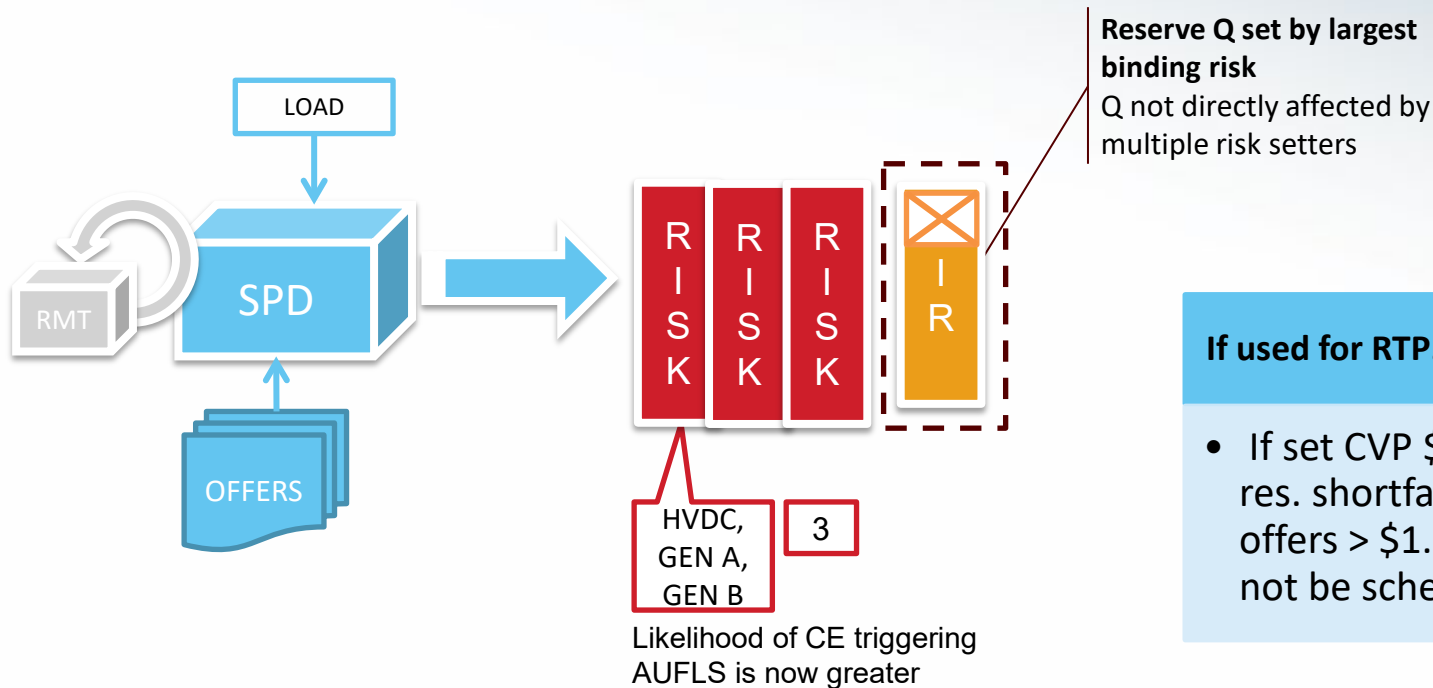 Reserve Q set by largest
binding risk
Q not directly affected by
multiple risk setters
LOAD
RMT
SPD
OFFERS
R
I
S
K
R
I
S
K
R
I
S
K
I
R
HVDC,
GEN A,
GEN B
3
Likelihood of CE triggering
AUFLS is now greater
If used for RTP
• If set CVP $
res. shortfa
offers > $1.
not be sche